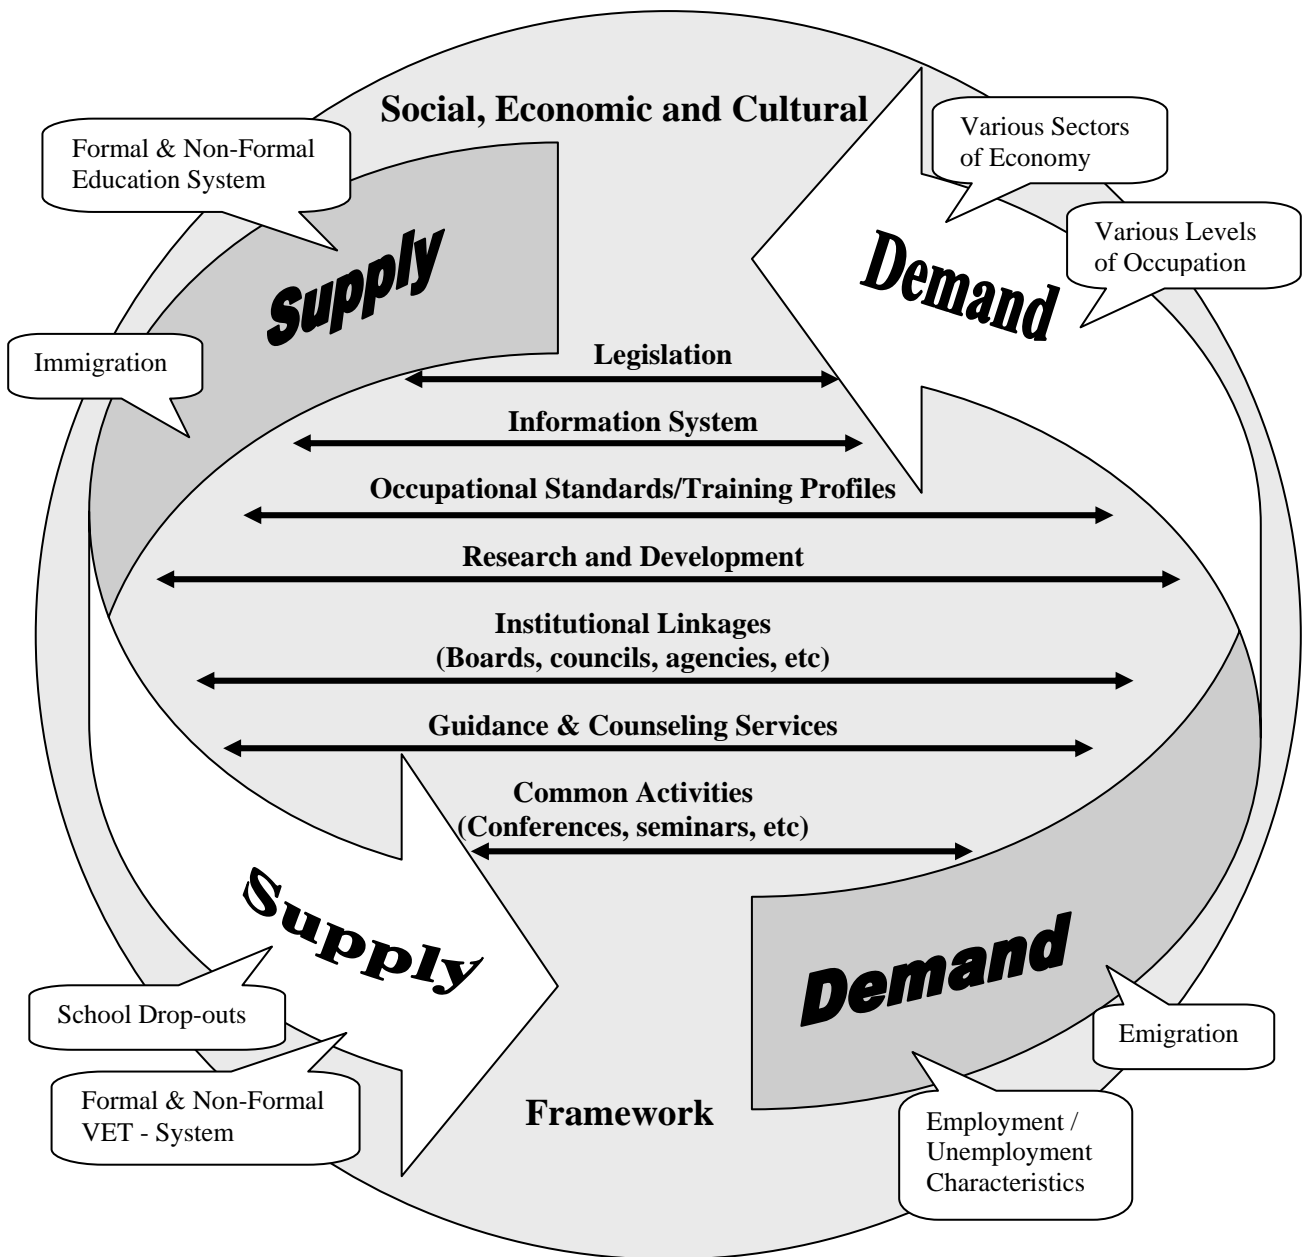 Social, Economic and Cultural
Formal & Non-Formal
Education System
Various Sectors
of Economy
Various Levels
of Occupation
Supply
Demand
Immigration
Legislation
Information System
Occupational Standards/Training Profiles
Research and Development
Institutional Linkages
(Boards, councils, agencies, etc)
Guidance & Counseling Services
Common Activities
(Conferences, seminars, etc)
Supply
Demand
School Drop-outs
Emigration
Formal & Non-Formal
VET - System
Framework
Employment /
Unemployment
Characteristics